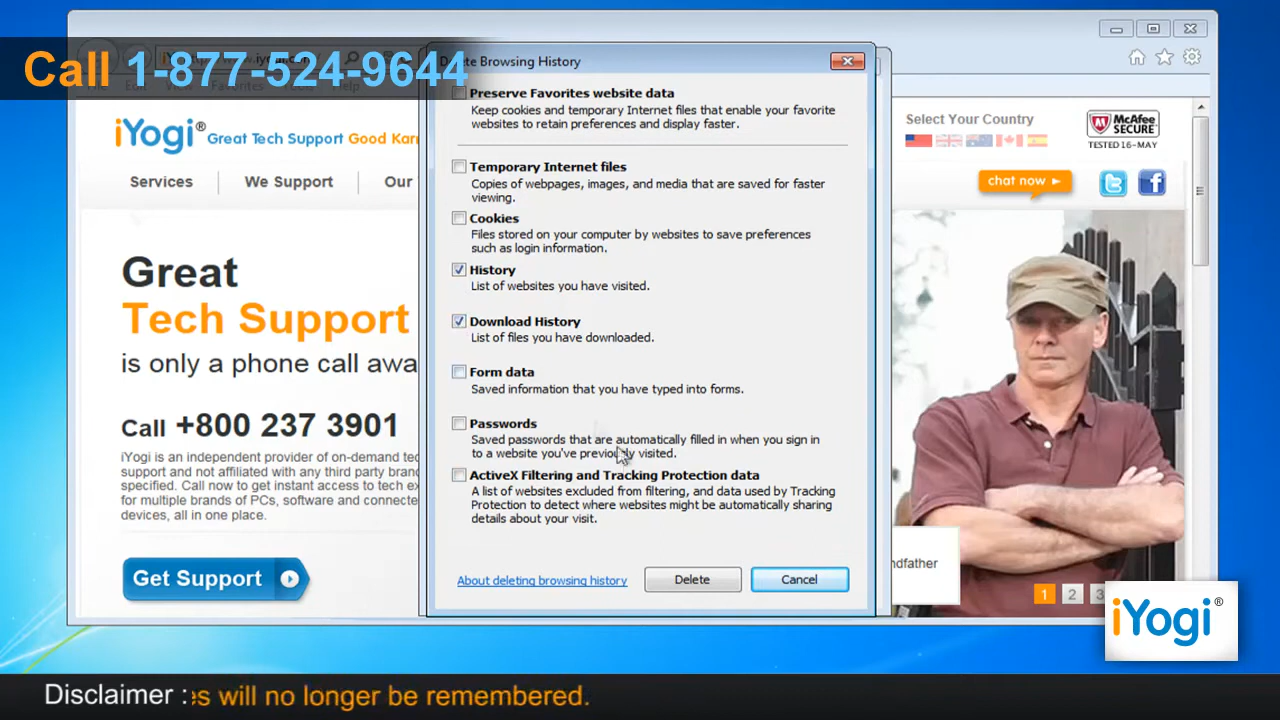 Call 1-877-524-9644
Delete Browsing History
Preserve Favorites website data
Keep cookies and temporary Internet files that enable your favorite
websites to retain preferences and display faster.
Temporary Internet files
Copies of webpages, images, and media that are saved for faster
viewing.
Cookies
Files stored on your computer by websites to save preferences
such as login information.
History
List of websites you have visited.
Download History
List of files you have downloaded.
Form data
Saved information that you have typed into forms.
Passwords
Saved passwords that are automatically filled in when you sign in
to a website you've previously visited.
ActiveX Filtering and Tracking Protection data
A list of websites excluded from filtering, and data used by Tracking
Protection to detect where websites might be automatically sharing
details about your visit.
About deleting browsing history
Delete
Cancel
iYogi® Great Tech Support Good Karm
Services
We Support
Our
Great
Tech Support
is only a phone call awa
Call +800 237 3901
iYogi is an independent provider of on-demand te
support and not affiliated with any third party brand
specified. Call now to get instant access to tech ex
for multiple brands of PCs, software and connecte
devices, all in one place.
Get Support
Select Your Country
McAfee
SECURE
TESTED 16-MAY
chat now
ndfather
1 2 3
iYogi®
Disclaimer :
es will no longer be remembered.